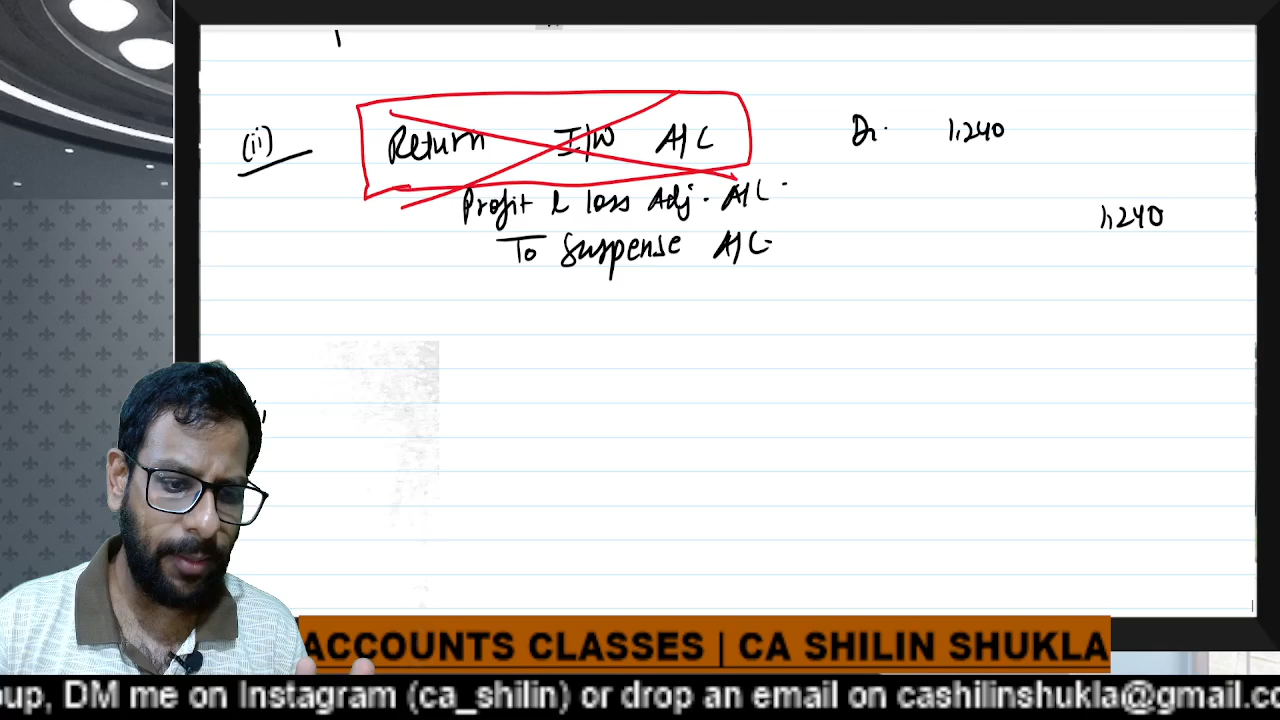 (ii) Return I/W A/C Dr. 1,240
Profit & loss Adj. A/C.
1,240
To Suspense A/C.
ACCOUNTS CLASSES | CA SHILIN SHUKLA
oup, DM me on Instagram (ca_shilin) or drop an email on cashilinshukla@gmail.co